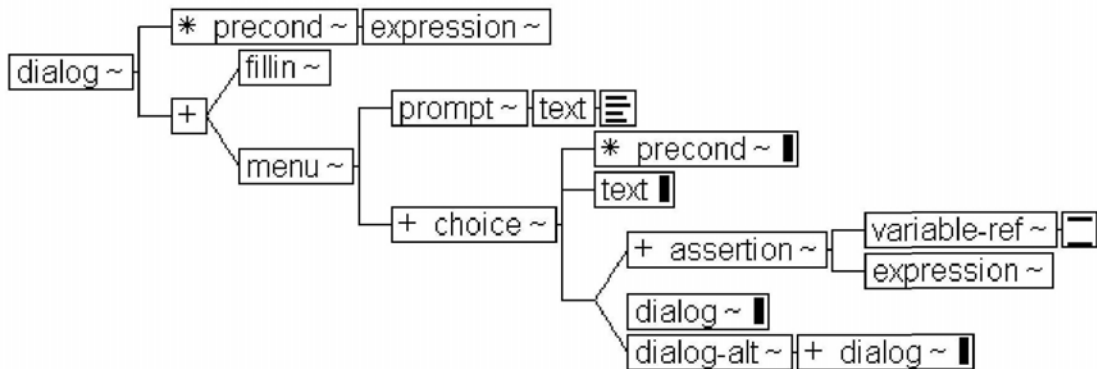 * precond ~ expression ~
dialog ~
fillin ~
+
prompt ~ text
menu ~
* precond ~
text
+ choice ~
variable-ref ~
+ assertion ~
expression ~
dialog ~
dialog-alt ~ + dialog ~